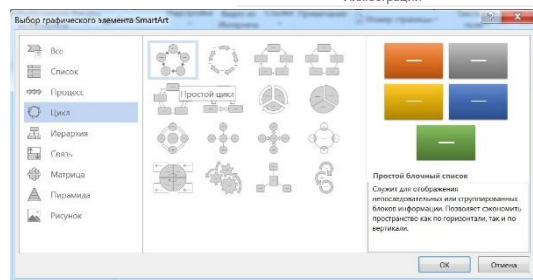 Выбор графического элемента SmartArt
Все
Список
Процесс
Цикл
Иерархия
Связь
Матрица
Пирамида
Рисунок
Простой цикл
Простой блочный список
Служит для отображения
непоследовательных или сгруппированных
блоков информации. Позволяет сэкономить
пространство как по горизонтали, так и по
вертикали.
ОК
Отмена